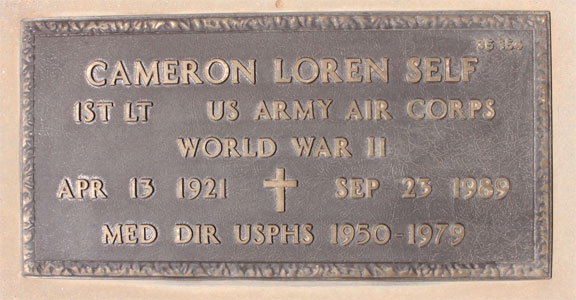 CAMERON LOREN SELF
1ST LT US ARMY AIR CORPS
WORLD WAR II
APR 13 1921 SEP 23 1989
MED DIR USPHS 1950-1979